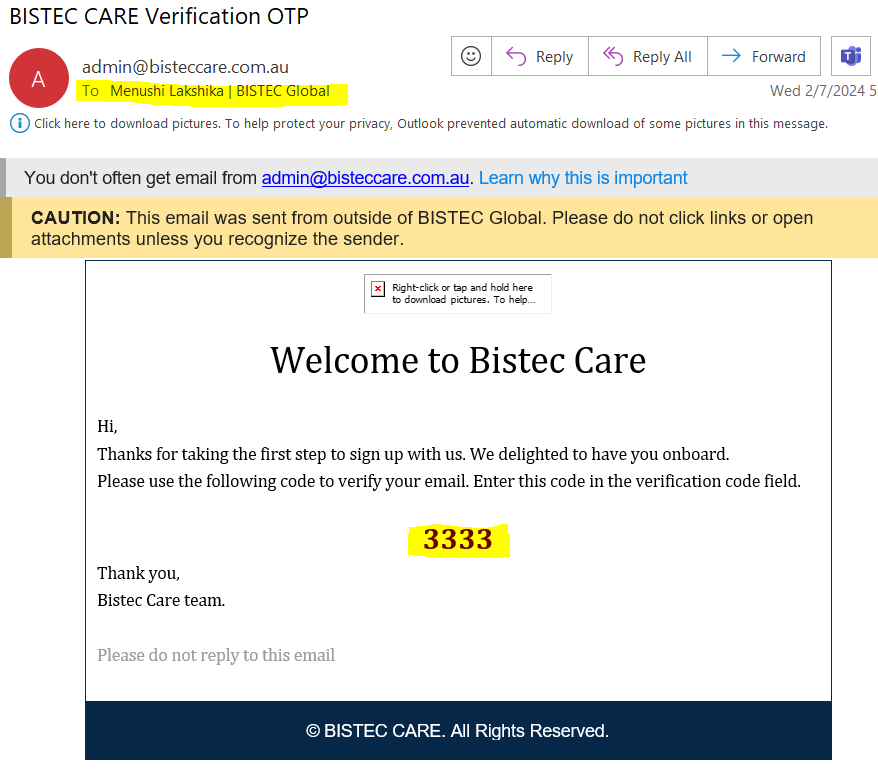 BISTEC CARE Verification OTP
A
admin@bisteccare.com.au
To Menushi Lakshika | BISTEC Global
Reply
Reply All
Forward
Wed 2/7/2024 5
Click here to download pictures. To help protect your privacy, Outlook prevented automatic download of some pictures in this message.
You don't often get email from admin@bisteccare.com.au. Learn why this is important
CAUTION: This email was sent from outside of BISTEC Global. Please do not click links or open
attachments unless you recognize the sender.
Right-click or tap and hold here
to download pictures. To help...
Welcome to Bistec Care
Hi,
Thanks for taking the first step to sign up with us. We delighted to have you onboard.
Please use the following code to verify your email. Enter this code in the verification code field.
3333
Thank you,
Bistec Care team.
Please do not reply to this email
© BISTEC CARE. All Rights Reserved.